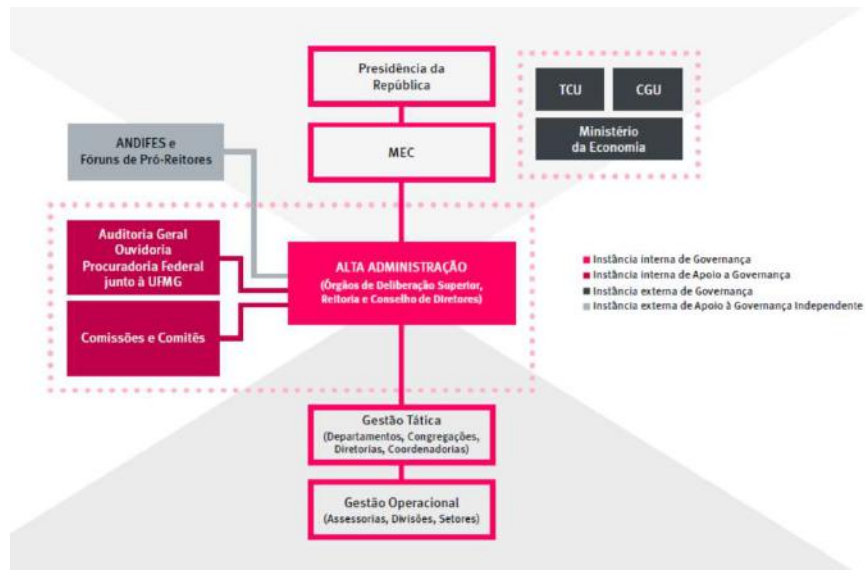 Presidência da
República
TCU
CGU
Ministério
da Economia
ANDIFES e
Fóruns de Pró-Reitores
MEC
Auditoria Geral
Ouvidoria
Procuradoria Federal
junto à UFMG
ALTA ADMINISTRAÇÃO
(Órgãos de Deliberação Superior,
Reitoria e Conselho de Diretores)
Comissões e Comitês
Instância interna de Governança
Instância interna de Apoio a Governança
Instância externa de Governança
Instância externa de Apoio à Governança Independente
Gestão Tática
(Departamentos, Congregações,
Diretorias, Coordenadorias)
Gestão Operacional
(Assessorias, Divisões, Setores)